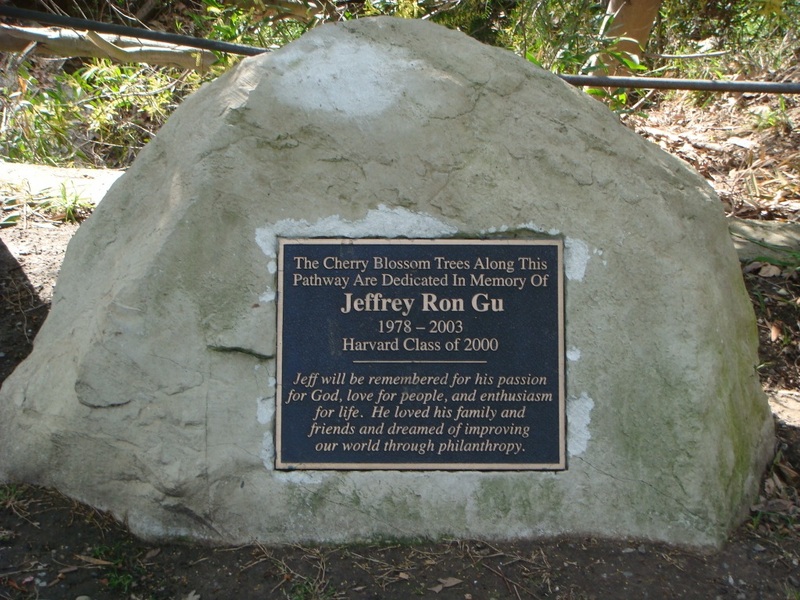 The Cherry Blossom Trees Along This
Pathway Are Dedicated In Memory Of
Jeffrey Ron Gu
1978 – 2003
Harvard Class of 2000
Jeff will be remembered for his passion
for God, love for people, and enthusiasm
for life. He loved his family and
friends and dreamed of improving
our world through philanthropy.